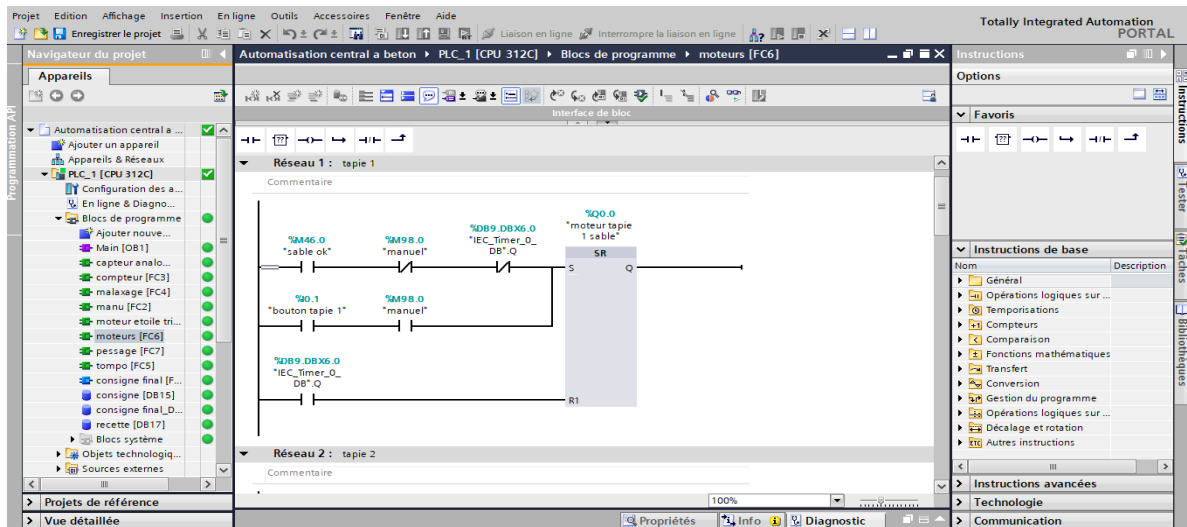 Projet Edition Affichage Insertion En ligne Outils Accessoires Fenêtre Aide
Totally Integrated Automation
PORTAL
Enregistrer le projet
Liaison en ligne
Interrompre la liaison en ligne
Navigateur du projet
Automatisation central a beton PLC_1 [CPU 312C] Blocs de programme moteurs [FC6]
Instructions
Appareils
Options
Programmation API
Interface de bloc
Favoris
Automatisation central a ...
Ajouter un appareil
Appareils & Réseaux
PLC_1 [CPU 312C]
Configuration des a...
En ligne & Diagno...
Blocs de programme
Ajouter nouve...
Main [OB1]
capteur analo...
compteur [FC3]
malaxage [FC4]
manu [FC2]
moteur etoile tri...
moteurs [FC6]
pessage [FC7]
tompo [FC5]
consigne final [F...
consigne [DB15]
consigne final_D...
recette [DB17]
Blocs système
Objets technologiq...
Sources externes
Projets de référence
Vue détaillée
Réseau 1 : tapie 1
Commentaire
%M46.0
"sable ok"
%M98.0
"manuel"
%DB9.DBX6.0
"IEC_Timer_0_
DB".Q
%Q0.0
"moteur tapie
1 sable"
SR
S Q
%I0.1
"bouton tapie 1"
%M98.0
"manuel"
%DB9.DBX6.0
"IEC_Timer_0_
DB".Q
R1
Réseau 2 : tapie 2
Commentaire
100%
Propriétés
Info
Diagnostic
Instructions de base
Nom Description
Général
Opérations logiques sur ...
Temporisations
Compteurs
Comparaison
Fonctions mathématiques
Transfert
Conversion
Gestion du programme
Opérations logiques sur ...
Décalage et rotation
Autres instructions
Instructions avancées
Technologie
Communication
Instructions
Tester
Tâches
Bibliothèques